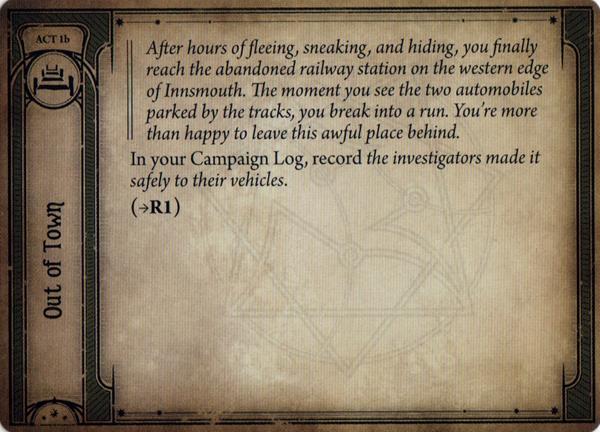 ACT 1b
After hours of fleeing, sneaking, and hiding, you finally
reach the abandoned railway station on the western edge
of Innsmouth. The moment you see the two automobiles
parked by the tracks, you break into a run. You're more
than happy to leave this awful place behind.
In your Campaign Log, record the investigators made it
safely to their vehicles.
(→R1)
Out of Town